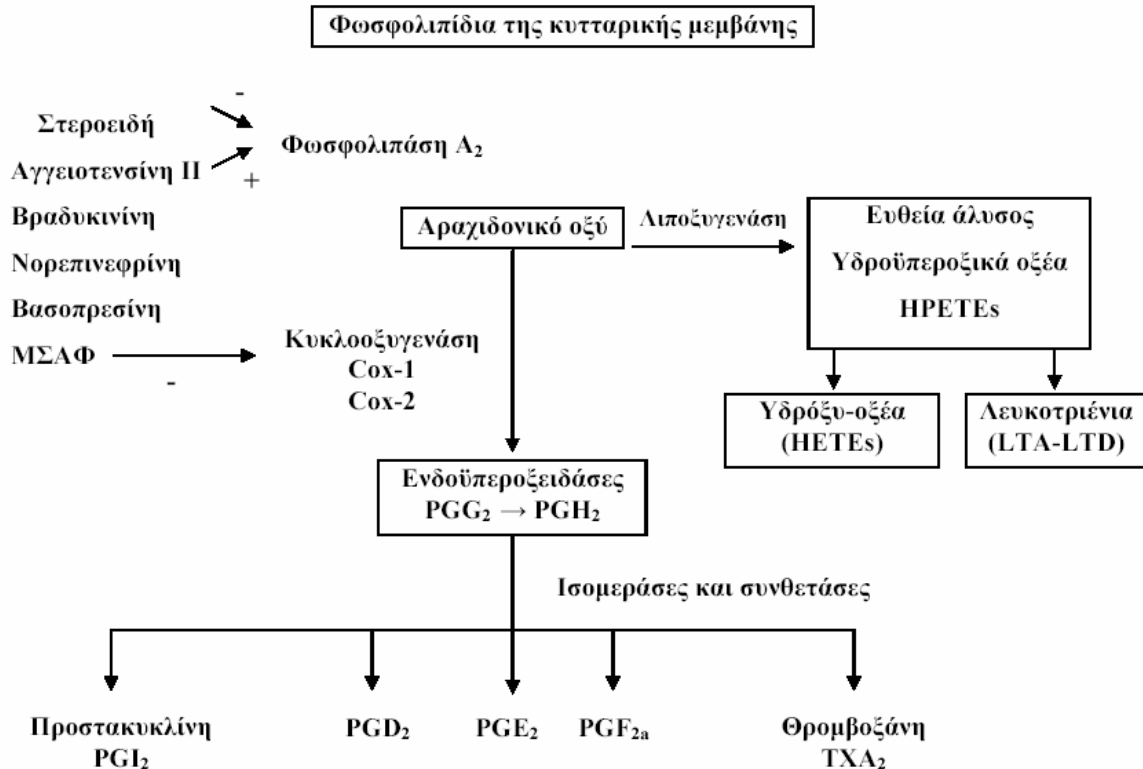 Φωσφολιπίδια της κυτταρικής μεμβάνης
-
Στεροειδή
Φωσφολιπάση Α₂
Αγγειοτενσίνη ΙΙ
+
Βραδυκινίνη
Αραχιδονικό οξύ
Λιποξυγενάση
Ευθεία άλυσος
Υδροϋπεροξικά οξέα
HPETEs
Νορεπινεφρίνη
Βασοπρεσίνη
ΜΣΑΦ
-
Κυκλοοξυγενάση
Cox-1
Cox-2
Υδρόξυ-οξέα
(HETEs)
Λευκοτριένια
(LTA-LTD)
Ενδοϋπεροξειδάσες
PGG₂ → PGH₂
Ισομεράσες και συνθετάσες
Προστακυκλίνη
PGI₂
PGD₂
PGE₂
PGF₂ₐ
Θρομβοξάνη
TXA₂